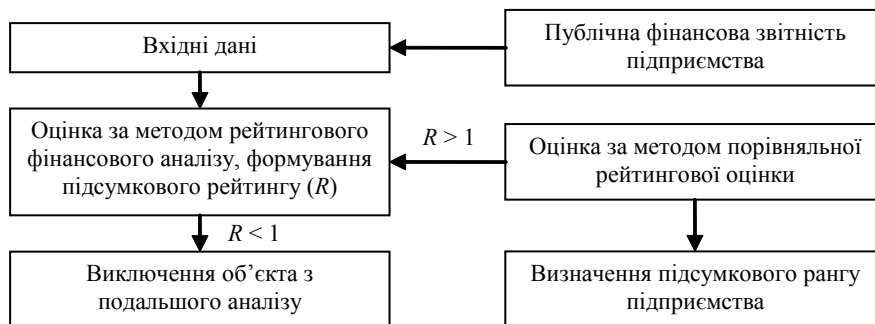 Вхідні дані
Публічна фінансова звітність
підприємства
Оцінка за методом рейтингового
фінансового аналізу, формування
підсумкового рейтингу (R)
R > 1
Оцінка за методом порівняльної
рейтингової оцінки
R < 1
Виключення об’єкта з
подальшого аналізу
Визначення підсумкового рангу
підприємства